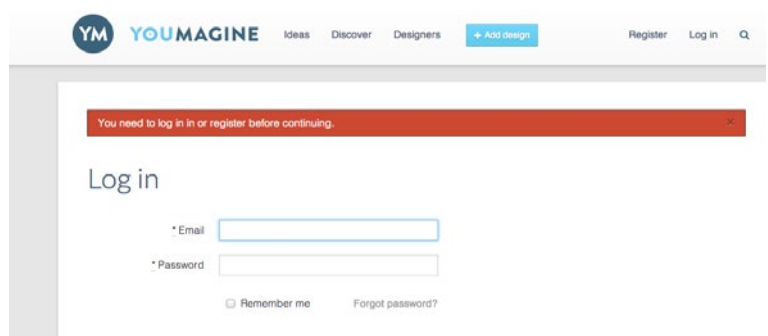 YM YOUMAGINE Ideas Discover Designers + Add design Register Log in
You need to log in in or register before continuing. ×
Log in
* Email
* Password
Remember me Forgot password?